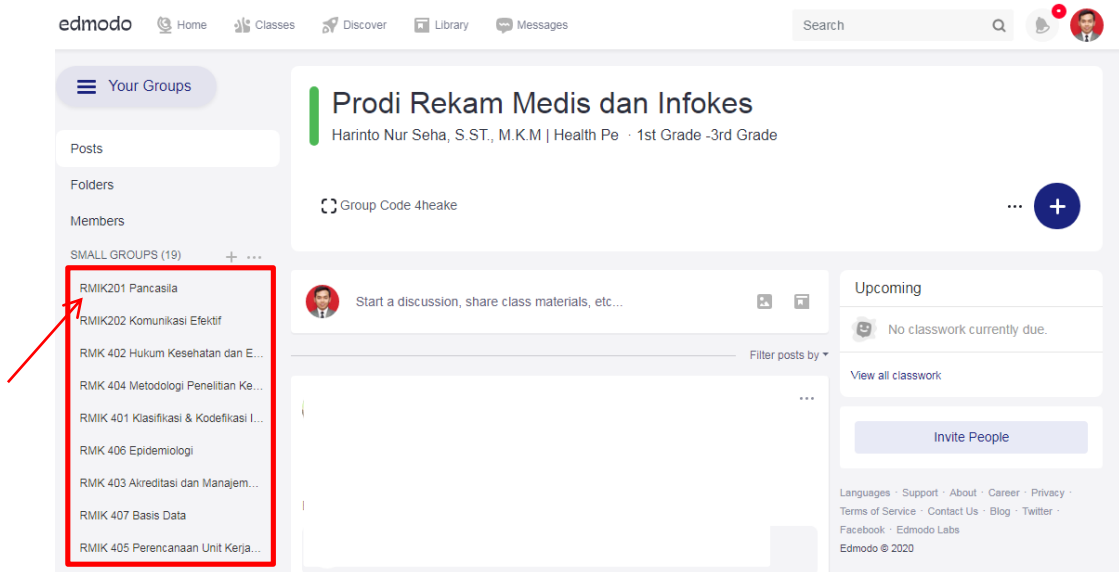 edmodo Home Classes Discover Library Messages Search
Your Groups
Posts
Folders
Members
SMALL GROUPS (19)
RMIK201 Pancasila
RMIK202 Komunikasi Efektif
RMK 402 Hukum Kesehatan dan E...
RMK 404 Metodologi Penelitian Ke...
RMIK 401 Klasifikasi & Kodefikasi I...
RMK 406 Epidemiologi
RMK 403 Akreditasi dan Manajem...
RMIK 407 Basis Data
RMIK 405 Perencanaan Unit Kerja...
Prodi Rekam Medis dan Infokes
Harinto Nur Seha, S.ST., M.K.M | Health Pe · 1st Grade -3rd Grade
Group Code 4heake
Start a discussion, share class materials, etc...
Filter posts by
Upcoming
No classwork currently due.
View all classwork
Invite People
Languages · Support · About · Career · Privacy ·
Terms of Service · Contact Us · Blog · Twitter ·
Facebook · Edmodo Labs
Edmodo © 2020